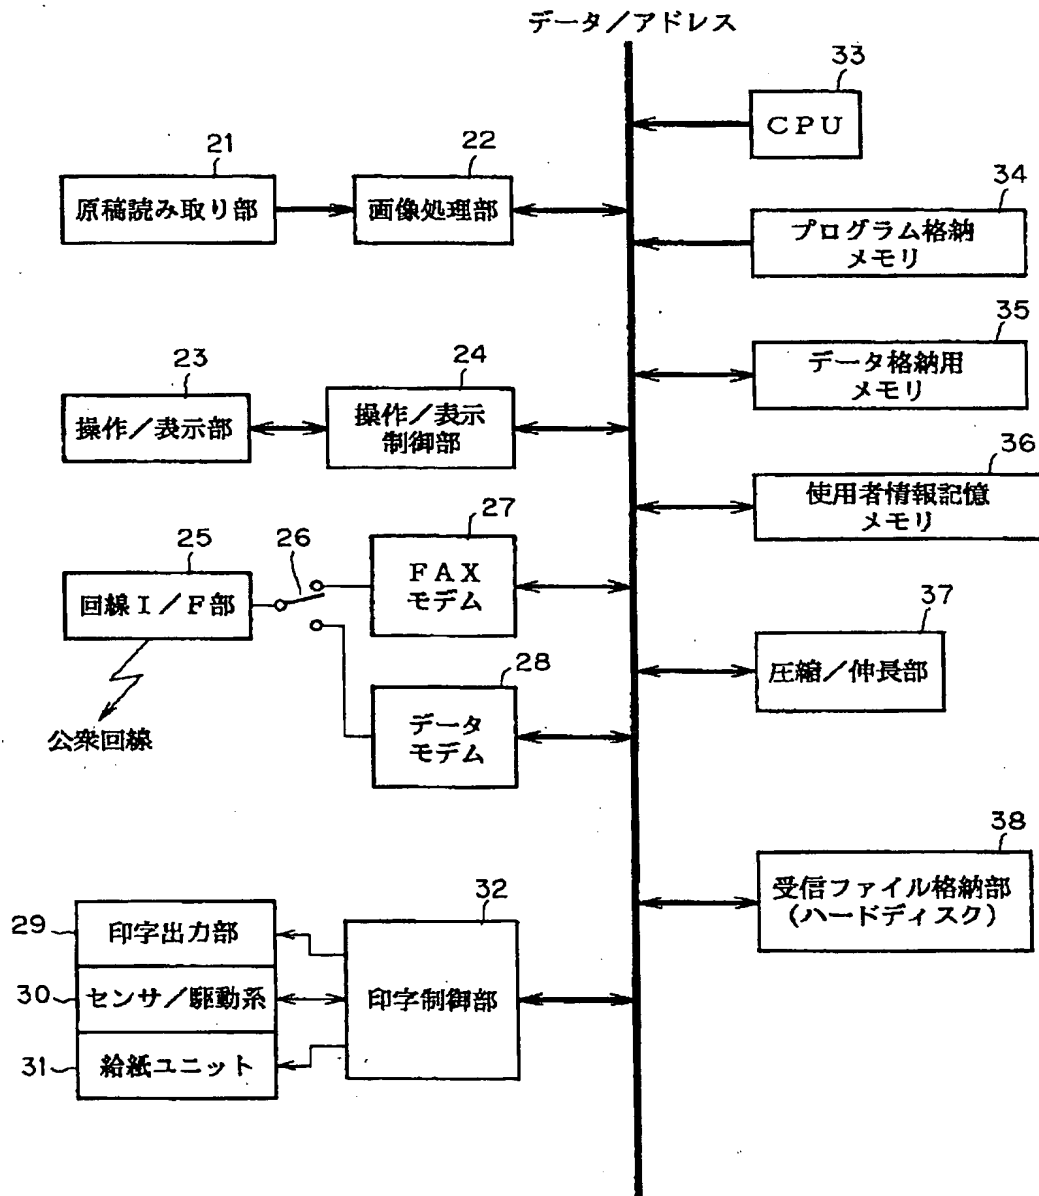 データ／アドレス
33
CPU
21
原稿読み取り部
22
画像処理部
34
プログラム格納
メモリ
35
データ格納用
メモリ
23
操作／表示部
24
操作／表示
制御部
36
使用者情報記憶
メモリ
25
回線I／F部
26
27
FAX
モデム
公衆回線
28
データ
モデム
37
圧縮／伸長部
38
受信ファイル格納部
(ハードディスク)
29
印字出力部
30
センサ／駆動系
31
給紙ユニット
32
印字制御部